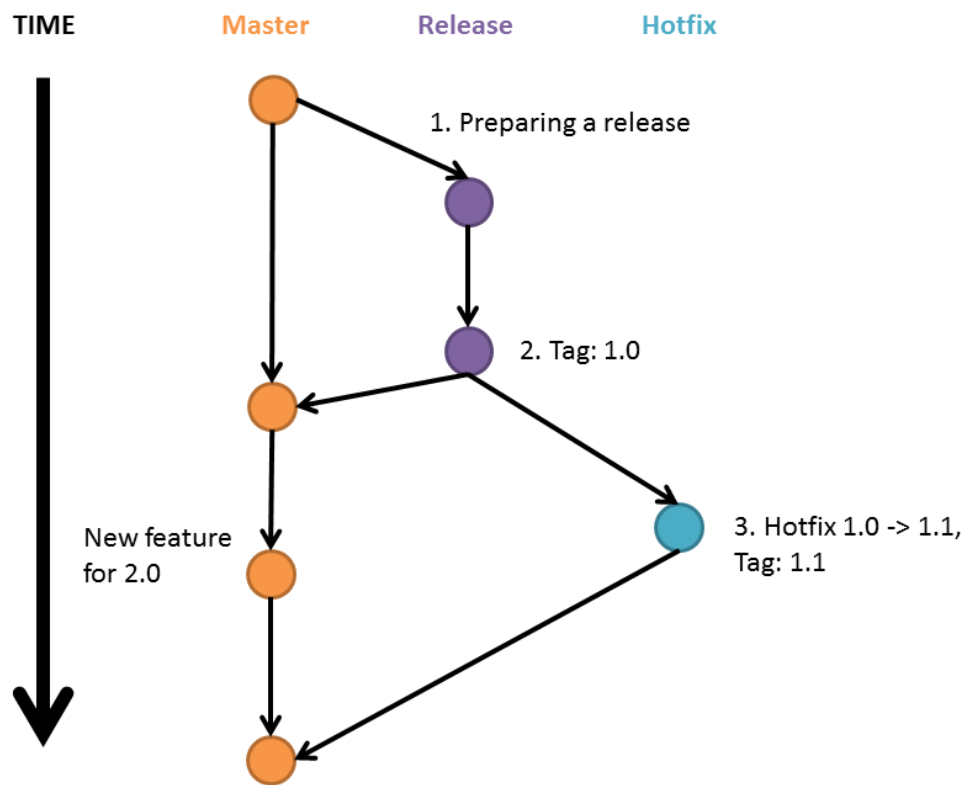 TIME
Master
Release
Hotfix
1. Preparing a release
2. Tag: 1.0
New feature
for 2.0
3. Hotfix 1.0 -> 1.1,
Tag: 1.1